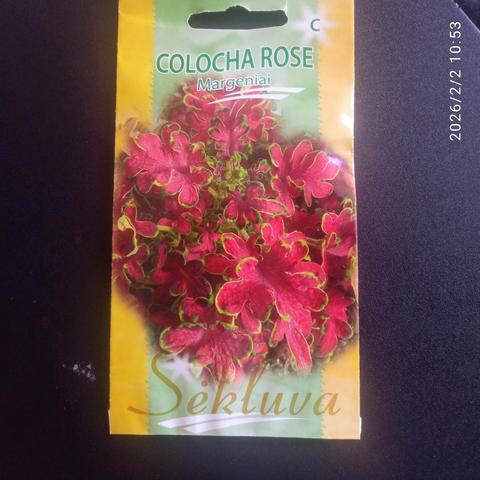 C
COLOCHA ROSE
Margeniai
Sėkluva
2026/2/2 10:53